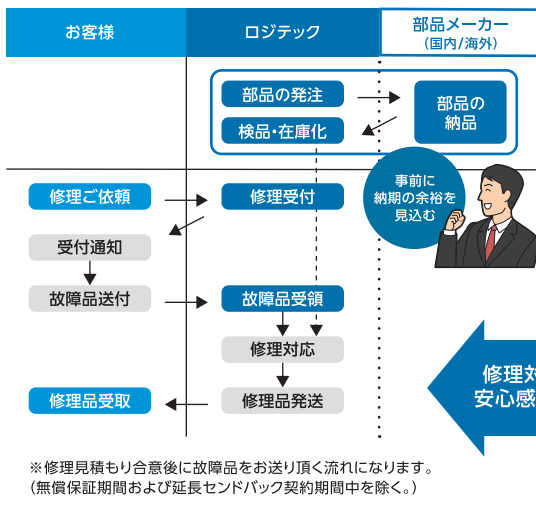 お客様
ロジテック
部品メーカー
(国内/海外)
部品の発注
検品・在庫化
部品の
納品
事前に
納期の余裕を
見込む
修理ご依頼
修理受付
受付通知
故障品送付
故障品受領
修理対応
修理品受取
修理品発送
修理対
安心感
※修理見積もり合意後に故障品をお送り頂く流れになります。
(無償保証期間および延長センドバック契約期間中を除く。)